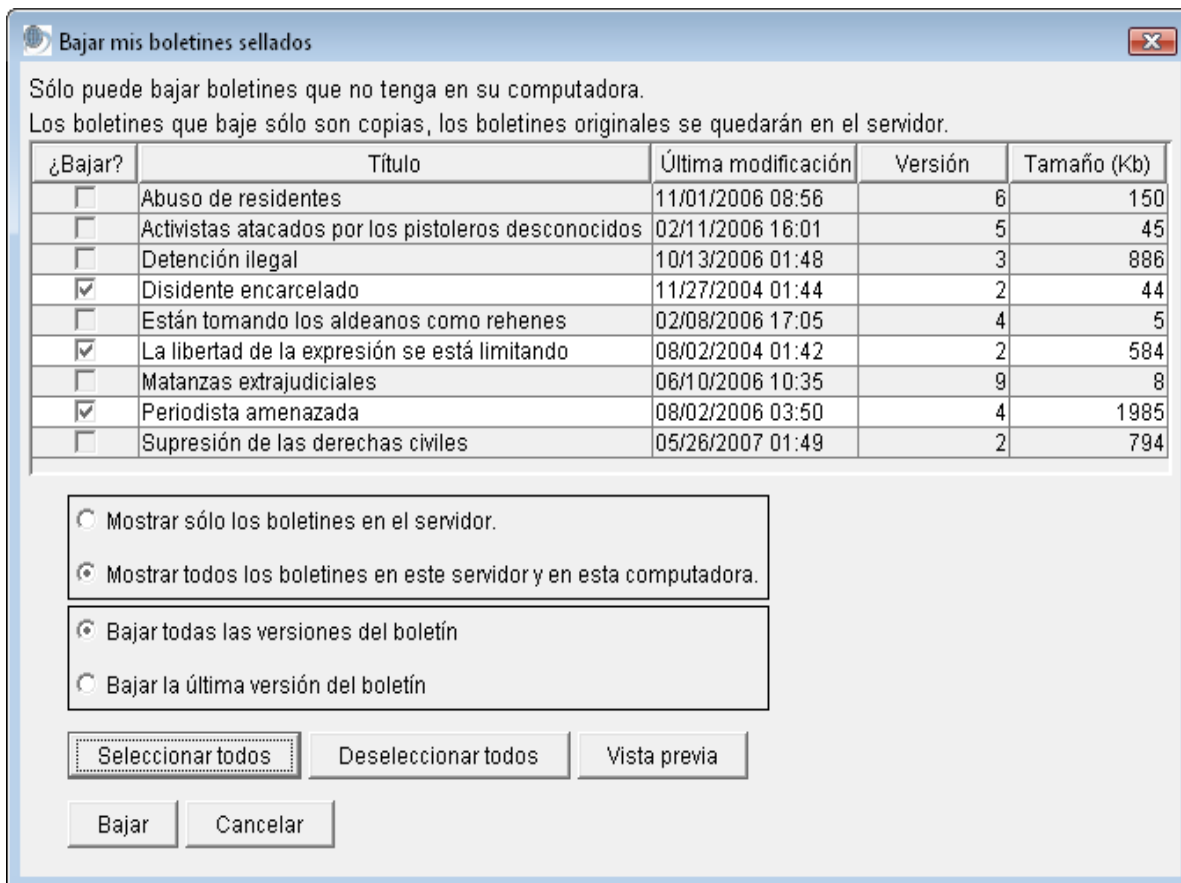 Bajar mis boletines sellados
Sólo puede bajar boletines que no tenga en su computadora.
Los boletines que baje sólo son copias, los boletines originales se quedarán en el servidor.
¿Bajar? Título Última modificación Versión Tamaño (Kb)
Abuso de residentes 11/01/2006 08:56 6 150
Activistas atacados por los pistoleros desconocidos 02/11/2006 16:01 5 45
Detención ilegal 10/13/2006 01:48 3 886
Disidente encarcelado 11/27/2004 01:44 2 44
Están tomando los aldeanos como rehenes 02/08/2006 17:05 4 5
La libertad de la expresión se está limitando 08/02/2004 01:42 2 584
Matanzas extrajudiciales 06/10/2006 10:35 9 8
Periodista amenazada 08/02/2006 03:50 4 1985
Supresión de las derechas civiles 05/26/2007 01:49 2 794
Mostrar sólo los boletines en el servidor.
Mostrar todos los boletines en este servidor y en esta computadora.
Bajar todas las versiones del boletín
Bajar la última versión del boletín
Seleccionar todos Deseleccionar todos Vista previa
Bajar Cancelar